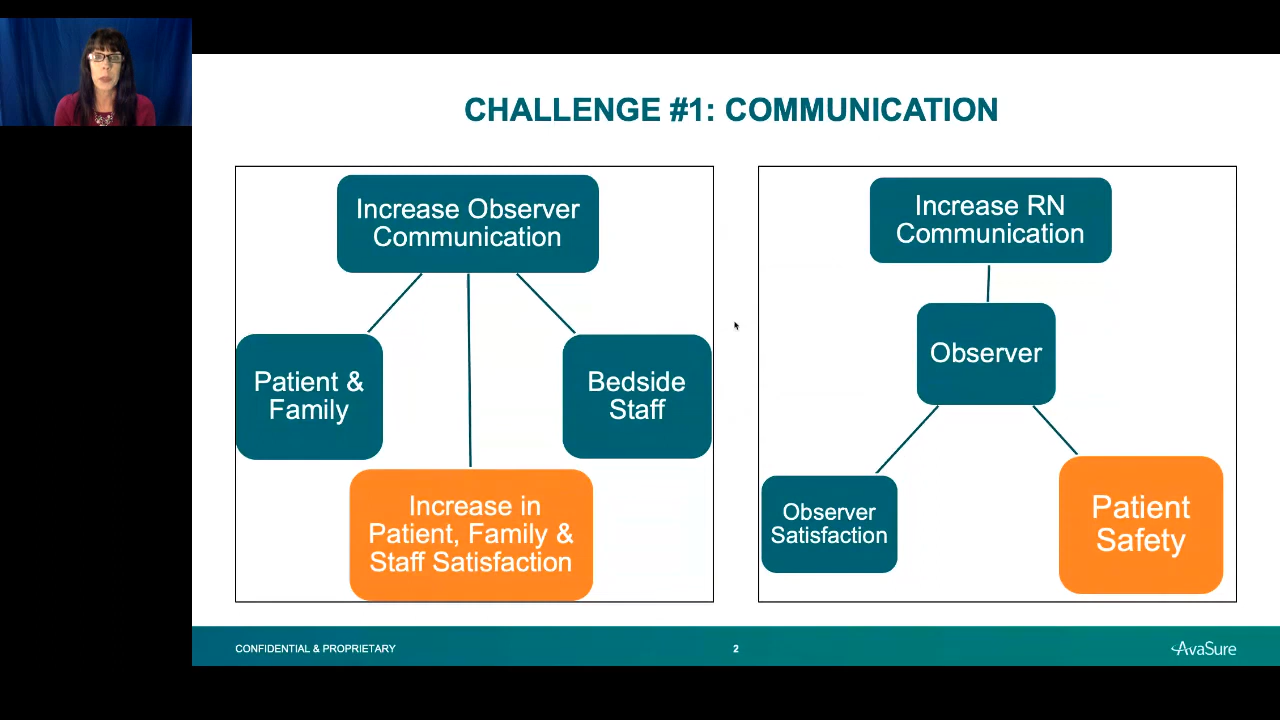 CHALLENGE #1: COMMUNICATION
Increase Observer
Communication
Patient &
Family
Bedside
Staff
Increase in
Patient, Family &
Staff Satisfaction
Increase RN
Communication
Observer
Observer
Satisfaction
Patient
Safety
CONFIDENTIAL & PROPRIETARY
2
AvaSure